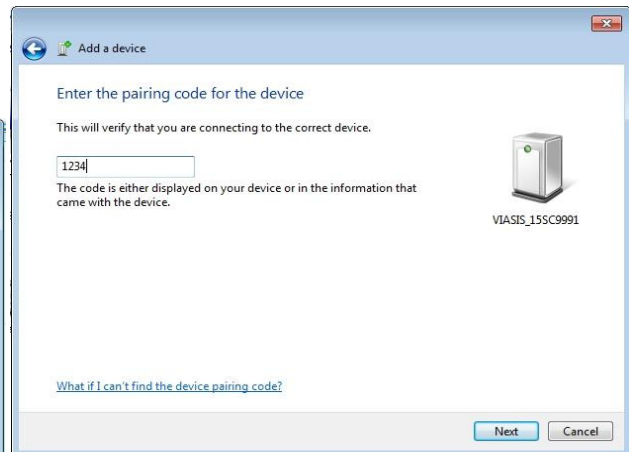 Add a device
Enter the pairing code for the device
This will verify that you are connecting to the correct device.
1234
The code is either displayed on your device or in the information that
came with the device.
VIASIS_15SC9991
What if I can't find the device pairing code?
Next Cancel